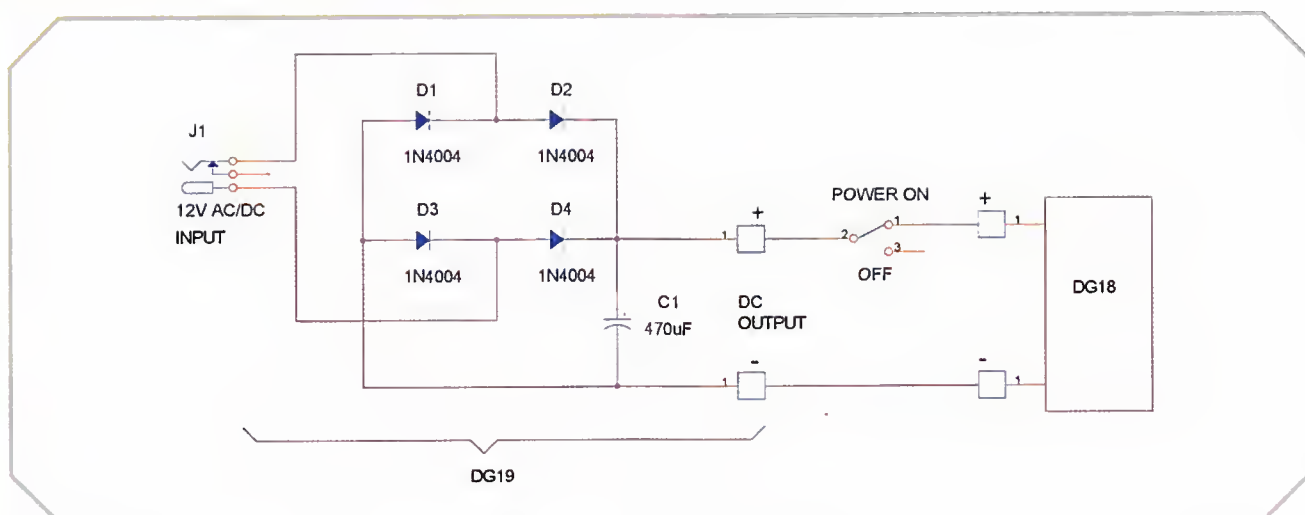 D1
D2
J1
1N4004
1N4004
12V AC/DC
INPUT
D3
D4
1N4004
1N4004
C1
470uF
+
1
DC
OUTPUT
-
1
POWER ON
2
1
3
OFF
+
1
-
1
DG18
DG19